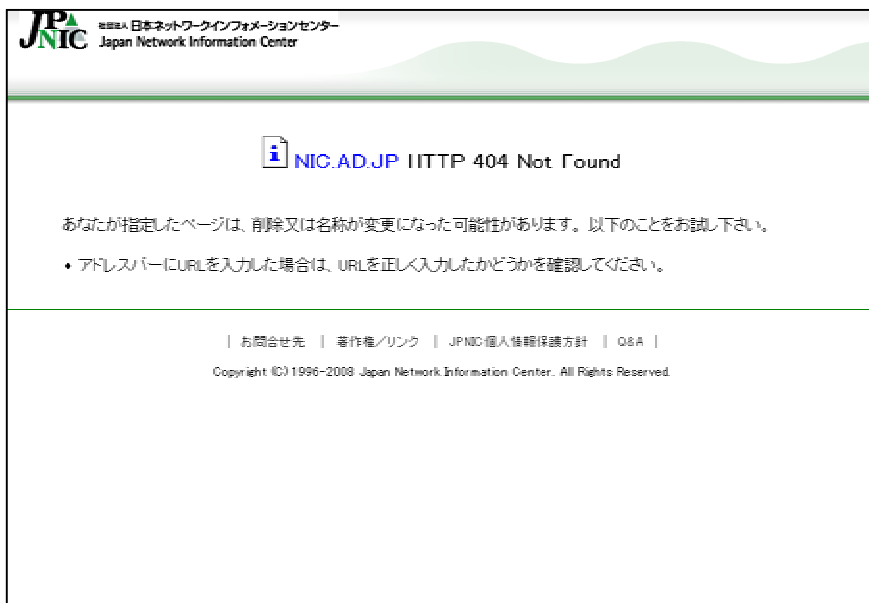 JPNIC
社団法人 日本ネットワークインフォメーションセンター
Japan Network Information Center
NIC.AD.JP HTTP 404 Not Found
あなたが指定したページは、削除又は名称が変更になった可能性があります。以下のことをお試し下さい。
• アドレスバーにURLを入力した場合は、URLを正しく入力したかどうかを確認してください。
| お問合せ先 | 著作権/リンク | JPNIC個人情報保護方針 | Q&A |
Copyright (C) 1996-2008 Japan Network Information Center. All Rights Reserved.